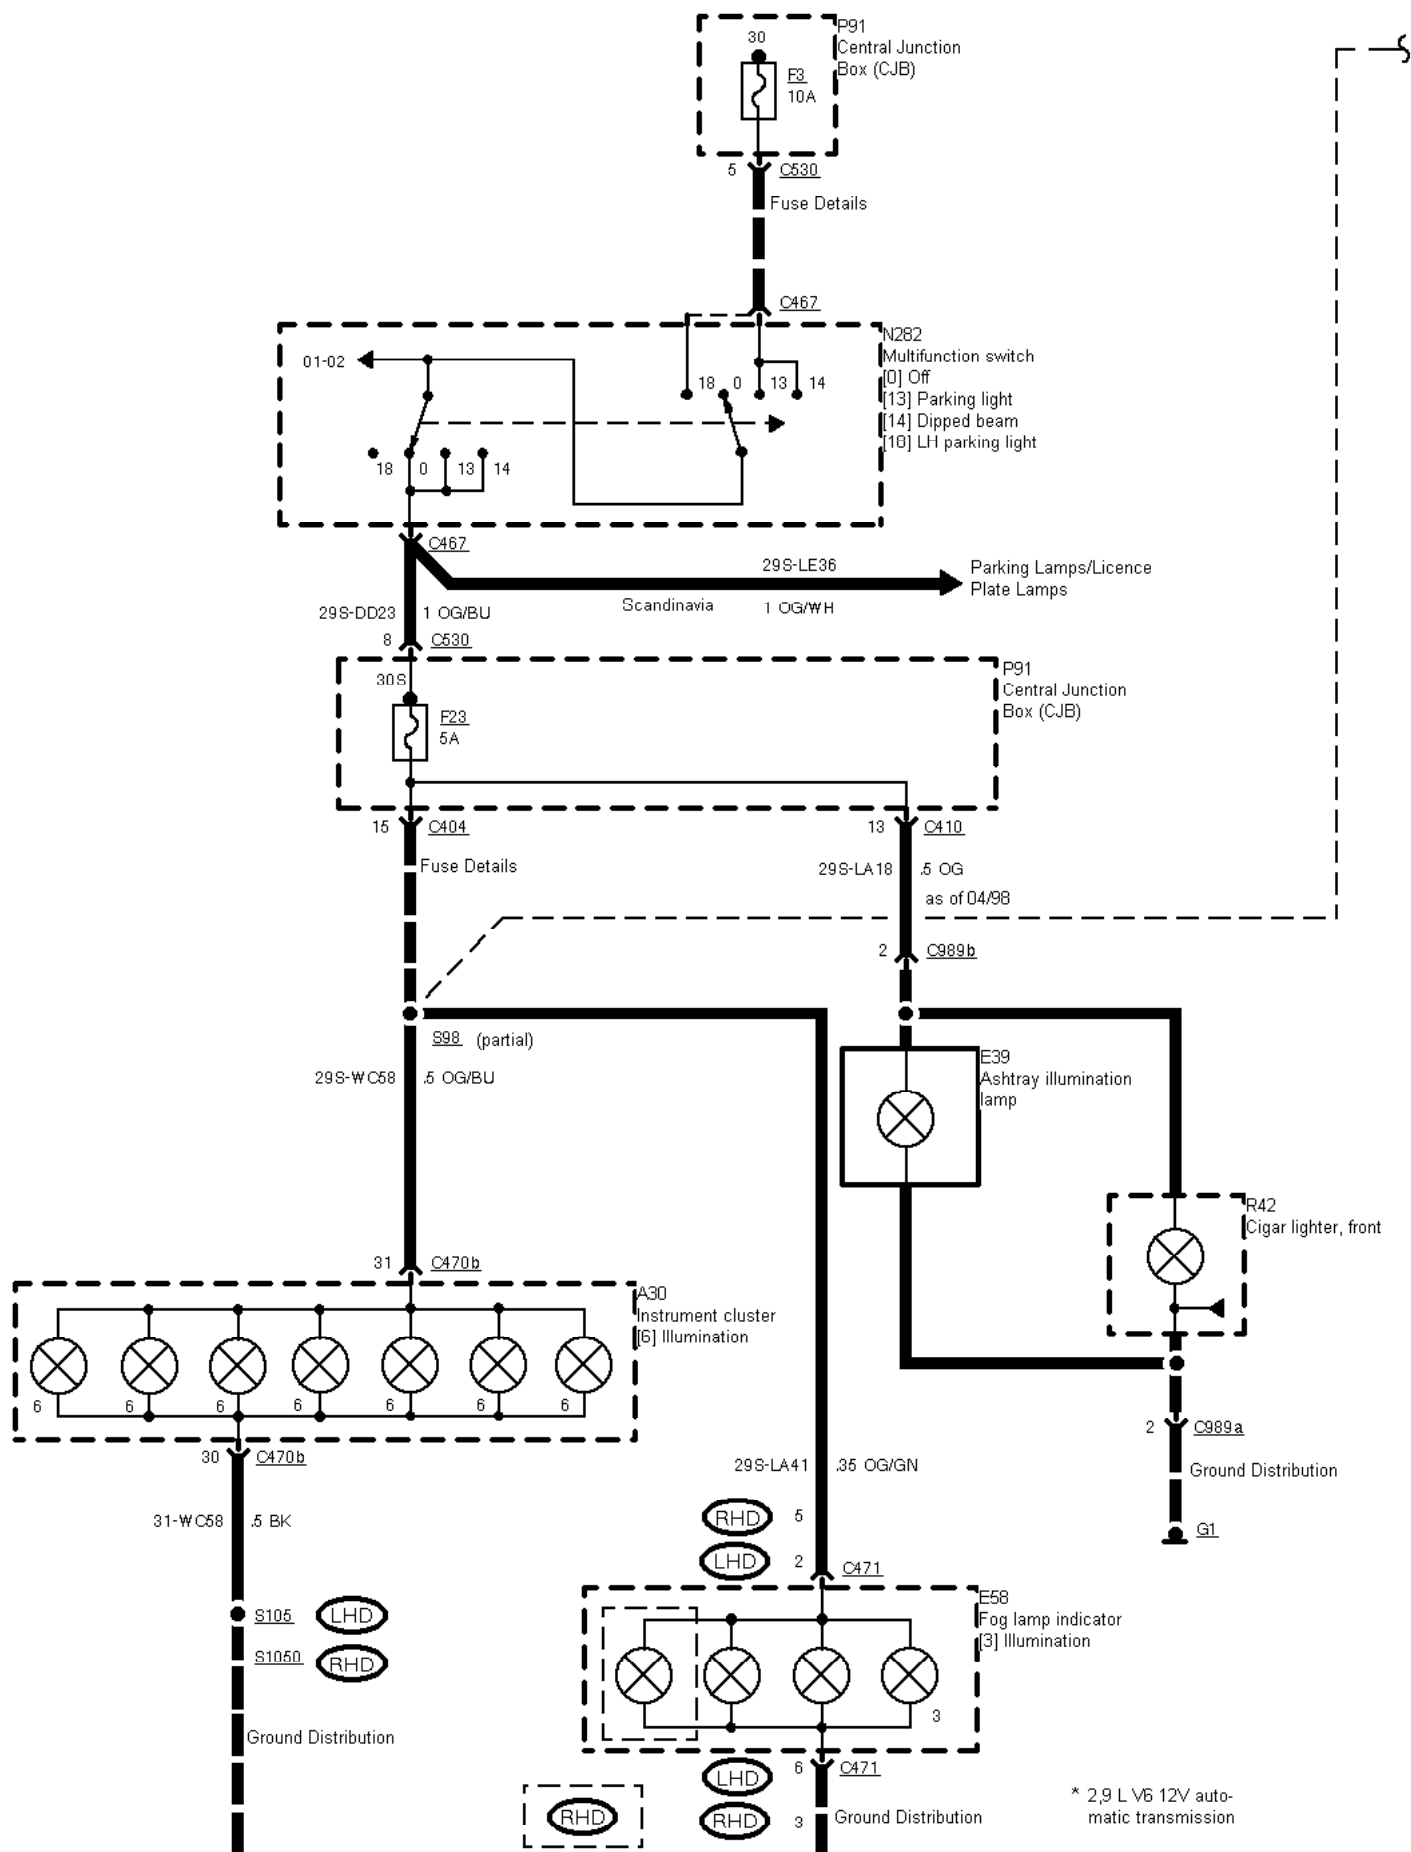 P91
Central Junction
Box (CJB)
30
F3
10A
5
C530
Fuse Details
C467
N282
Multifunction switch
[0] Off
[13] Parking light
[14] Dipped beam
[18] LH parking light
01-02
18 0 13 14
18 0 13 14
C467
29S-LE36
Parking Lamps/Licence
Plate Lamps
Scandinavia
1 OG/WH
29S-DD23 1 OG/BU
8 C530
P91
Central Junction
Box (CJB)
30S
F23
5A
15 C404
13 C410
Fuse Details
29S-LA18 .5 OG
as of 04/98
2 C989b
S98 (partial)
E39
Ashtray illumination
lamp
29S-WC58 .5 OG/BU
R42
Cigar lighter, front
31 C470b
A30
Instrument cluster
[6] Illumination
6 6 6 6 6 6
2 C989a
30 C470b
29S-LA41 .35 OG/GN
Ground Distribution
31-WC58 .5 BK
RHD 5
G1
LHD 2 C471
E58
Fog lamp indicator
[3] Illumination
S105 LHD
S1050 RHD
3
Ground Distribution
LHD 6 C471
RHD
RHD 3
Ground Distribution
* 2,9 L V6 12V auto-
matic transmission